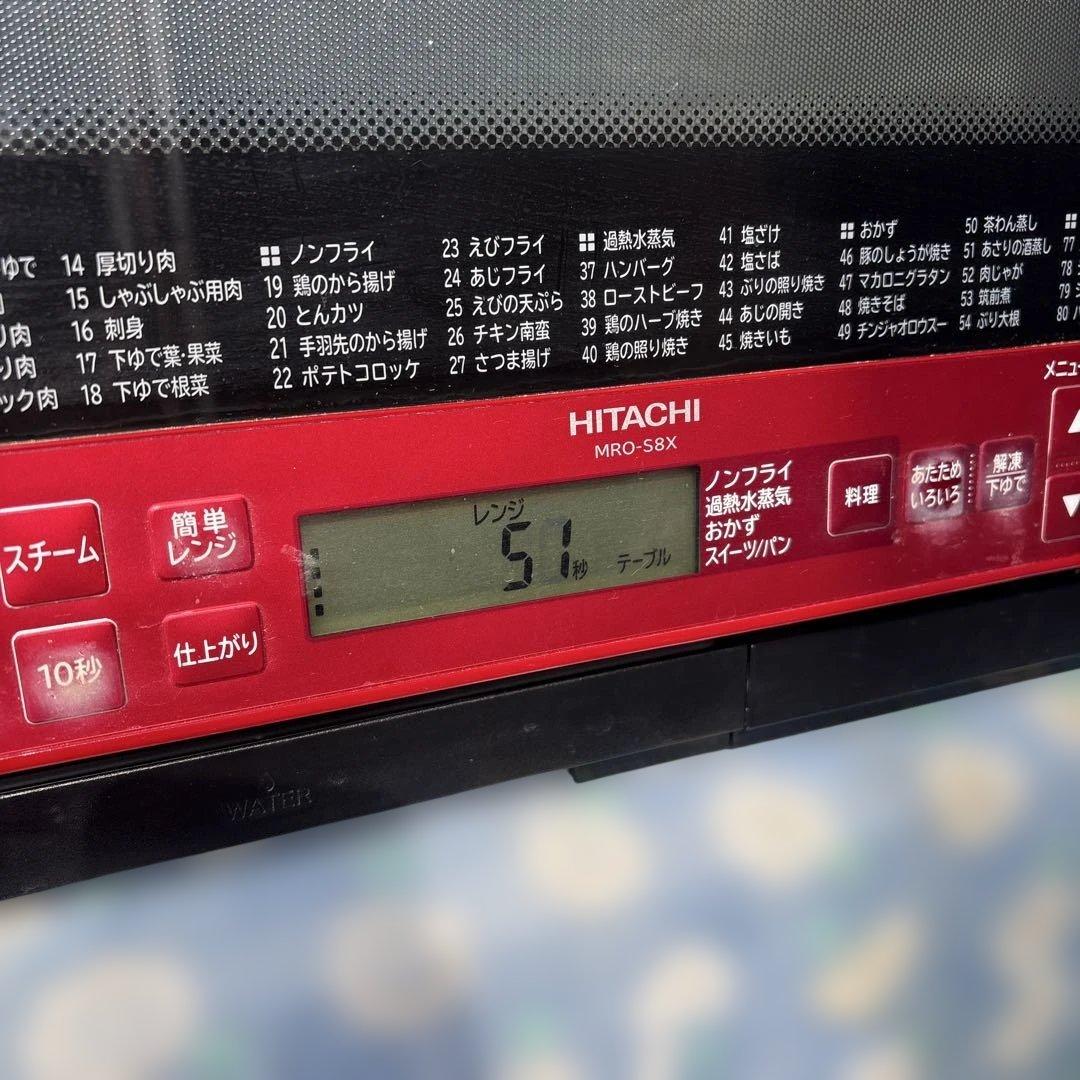 ゆで
肉
り肉
り肉
ック肉
14 厚切り肉
15 しゃぶしゃぶ用肉
16 刺身
17 下ゆで葉・果菜
18 下ゆで根菜
ノンフライ
19 鶏のから揚げ
20 とんカツ
21 手羽先のから揚げ
22 ポテトコロッケ
23 えびフライ
24 あじフライ
25 えびの天ぷら
26 チキン南蛮
27 さつま揚げ
過熱水蒸気
37 ハンバーグ
38 ローストビーフ
39 鶏のハーブ焼き
40 鶏の照り焼き
41 塩ざけ
42 塩さば
43 ぶりの照り焼き
44 あじの開き
45 焼きいも
おかず
46 豚のしょうが焼き
47 マカロニグラタン
48 焼きそば
49 チンジャオロウスー
50 茶わん蒸し
51 あさりの酒蒸し
52 肉じゃが
53 筑前煮
54 ぶり大根
77
78
79
80
HITACHI
MRO-S8X
メニュー
スチーム
簡単
レンジ
10秒
仕上がり
レンジ
51秒
テーブル
ノンフライ
過熱水蒸気
おかず
スイーツ/パン
料理
あたため
いろいろ
解凍
下ゆで
▲
▼
WATER